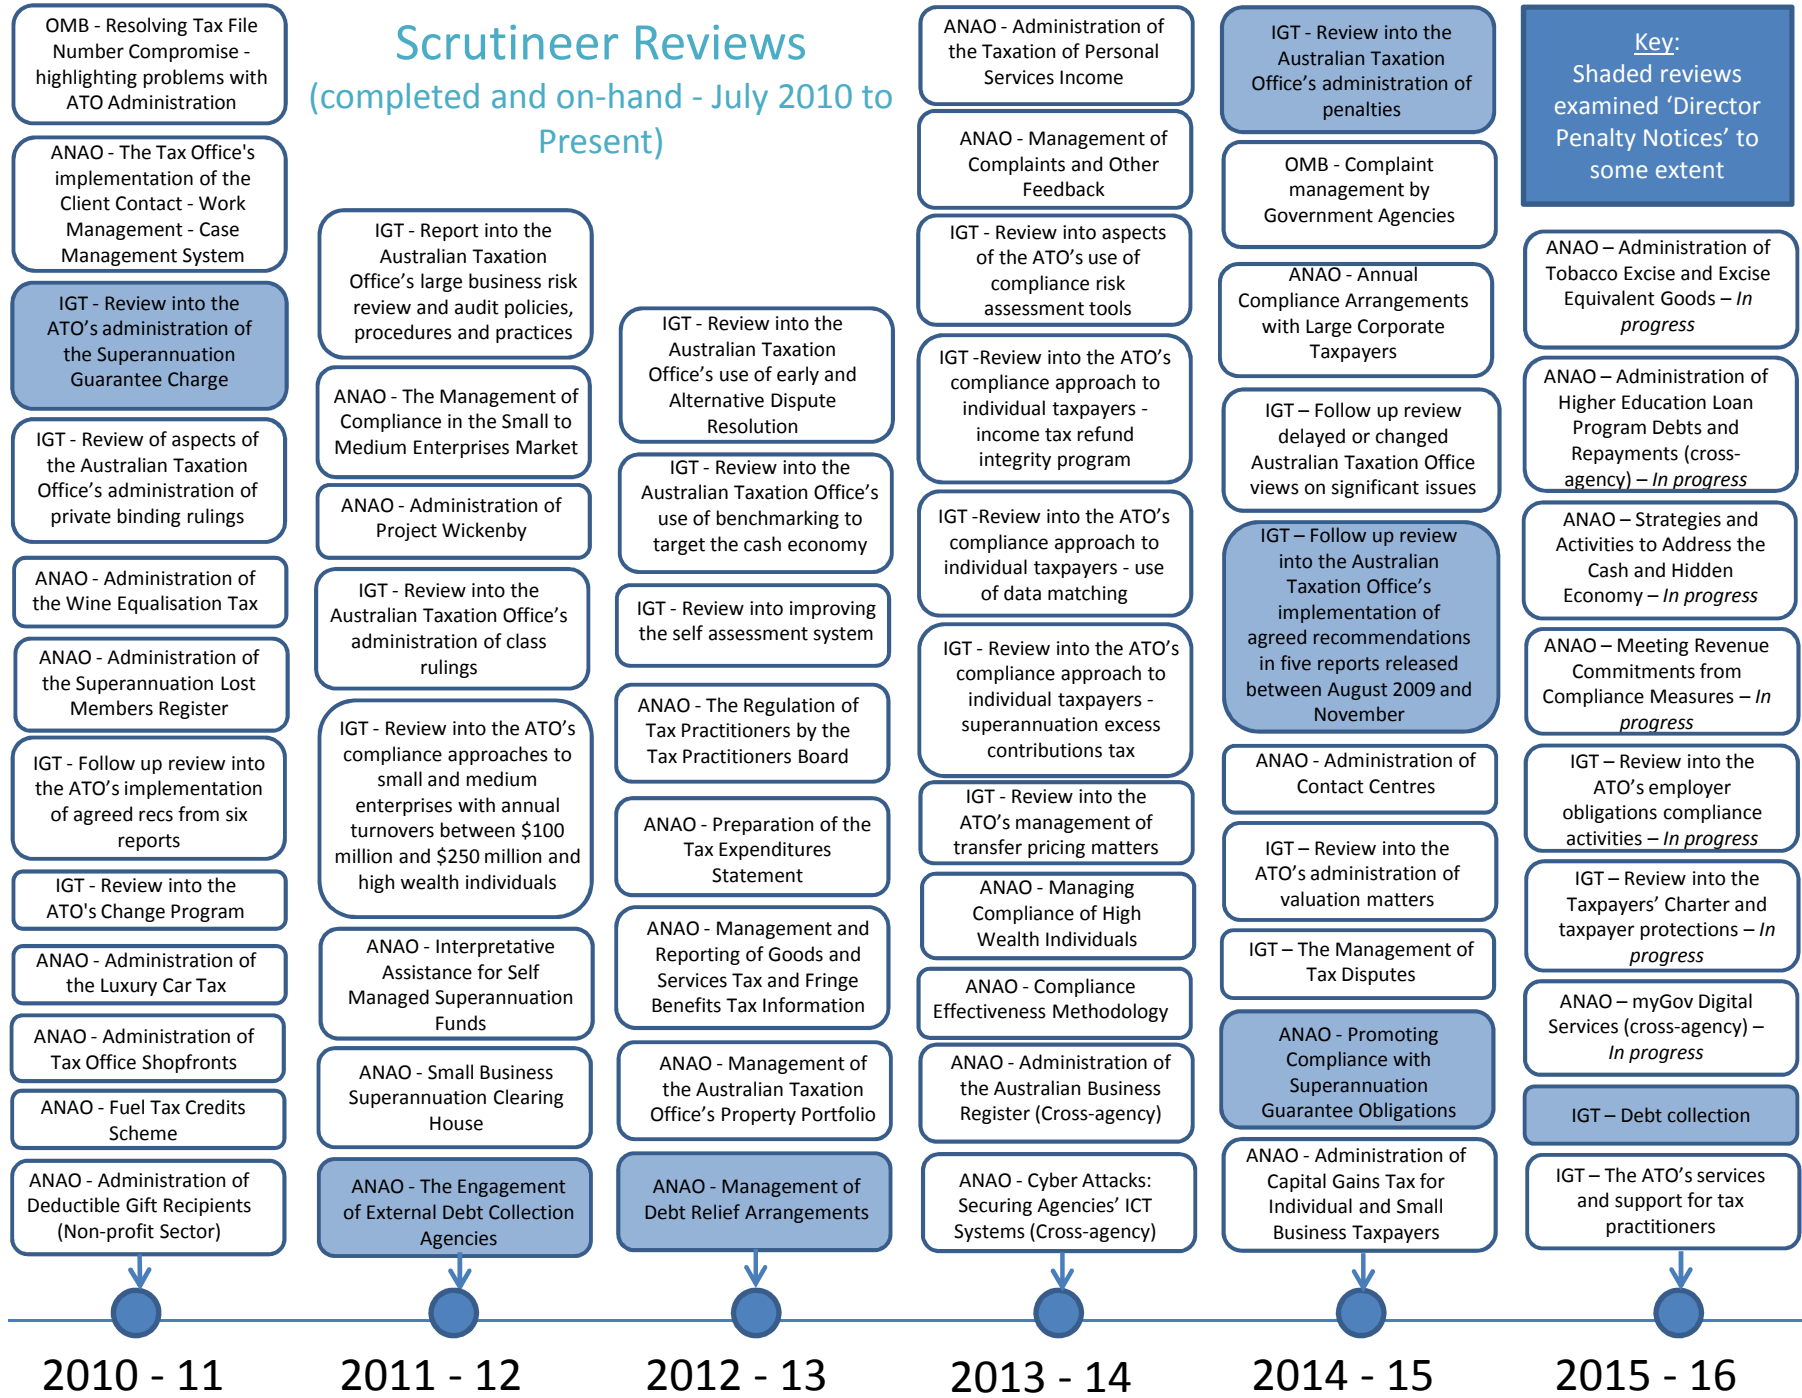 Scrutineer Reviews
(completed and on-hand - July 2010 to
Present)
OMB - Resolving Tax File
Number Compromise -
highlighting problems with
ATO Administration
ANAO - The Tax Office's
implementation of the
Client Contact - Work
Management - Case
Management System
IGT - Review into the
ATO’s administration of
the Superannuation
Guarantee Charge
IGT - Review of aspects of
the Australian Taxation
Office’s administration of
private binding rulings
ANAO - Administration of
the Wine Equalisation Tax
ANAO - Administration of
the Superannuation Lost
Members Register
IGT - Follow up review into
the ATO’s implementation
of agreed recs from six
reports
IGT - Review into the
ATO's Change Program
ANAO - Administration of
the Luxury Car Tax
ANAO - Administration of
Tax Office Shopfronts
ANAO - Fuel Tax Credits
Scheme
ANAO - Administration of
Deductible Gift Recipients
(Non-profit Sector)
IGT - Report into the
Australian Taxation
Office’s large business risk
review and audit policies,
procedures and practices
ANAO - The Management of
Compliance in the Small to
Medium Enterprises Market
ANAO - Administration of
Project Wickenby
IGT - Review into the
Australian Taxation Office’s
administration of class
rulings
IGT - Review into the ATO’s
compliance approaches to
small and medium
enterprises with annual
turnovers between $100
million and $250 million and
high wealth individuals
ANAO - Interpretative
Assistance for Self
Managed Superannuation
Funds
ANAO - Small Business
Superannuation Clearing
House
ANAO - The Engagement
of External Debt Collection
Agencies
IGT - Review into the
Australian Taxation
Office’s use of early and
Alternative Dispute
Resolution
IGT - Review into the
Australian Taxation Office’s
use of benchmarking to
target the cash economy
IGT - Review into improving
the self assessment system
ANAO - The Regulation of
Tax Practitioners by the
Tax Practitioners Board
ANAO - Preparation of the
Tax Expenditures
Statement
ANAO - Management and
Reporting of Goods and
Services Tax and Fringe
Benefits Tax Information
ANAO - Management of
the Australian Taxation
Office’s Property Portfolio
ANAO - Management of
Debt Relief Arrangements
ANAO - Administration of
the Taxation of Personal
Services Income
ANAO - Management of
Complaints and Other
Feedback
IGT - Review into aspects
of the ATO’s use of
compliance risk
assessment tools
IGT -Review into the ATO’s
compliance approach to
individual taxpayers -
income tax refund
integrity program
IGT -Review into the ATO’s
compliance approach to
individual taxpayers - use
of data matching
IGT - Review into the ATO’s
compliance approach to
individual taxpayers -
superannuation excess
contributions tax
IGT - Review into the
ATO’s management of
transfer pricing matters
ANAO - Managing
Compliance of High
Wealth Individuals
ANAO - Compliance
Effectiveness Methodology
ANAO - Administration of
the Australian Business
Register (Cross-agency)
ANAO - Cyber Attacks:
Securing Agencies’ ICT
Systems (Cross-agency)
IGT - Review into the
Australian Taxation
Office’s administration of
penalties
OMB - Complaint
management by
Government Agencies
ANAO - Annual
Compliance Arrangements
with Large Corporate
Taxpayers
IGT – Follow up review
delayed or changed
Australian Taxation Office
views on significant issues
IGT – Follow up review
into the Australian
Taxation Office’s
implementation of
agreed recommendations
in five reports released
between August 2009 and
November
ANAO - Administration of
Contact Centres
IGT – Review into the
ATO’s administration of
valuation matters
IGT – The Management of
Tax Disputes
ANAO - Promoting
Compliance with
Superannuation
Guarantee Obligations
ANAO - Administration of
Capital Gains Tax for
Individual and Small
Business Taxpayers
Key:
Shaded reviews
examined ‘Director
Penalty Notices’ to
some extent
ANAO – Administration of
Tobacco Excise and Excise
Equivalent Goods – In
progress
ANAO – Administration of
Higher Education Loan
Program Debts and
Repayments (cross-
agency) – In progress
ANAO – Strategies and
Activities to Address the
Cash and Hidden
Economy – In progress
ANAO – Meeting Revenue
Commitments from
Compliance Measures – In
progress
IGT – Review into the
ATO’s employer
obligations compliance
activities – In progress
IGT – Review into the
Taxpayers’ Charter and
taxpayer protections – In
progress
ANAO – myGov Digital
Services (cross-agency) –
In progress
IGT – Debt collection
IGT – The ATO’s services
and support for tax
practitioners
2010 - 11
2011 - 12
2012 - 13
2013 - 14
2014 - 15
2015 - 16